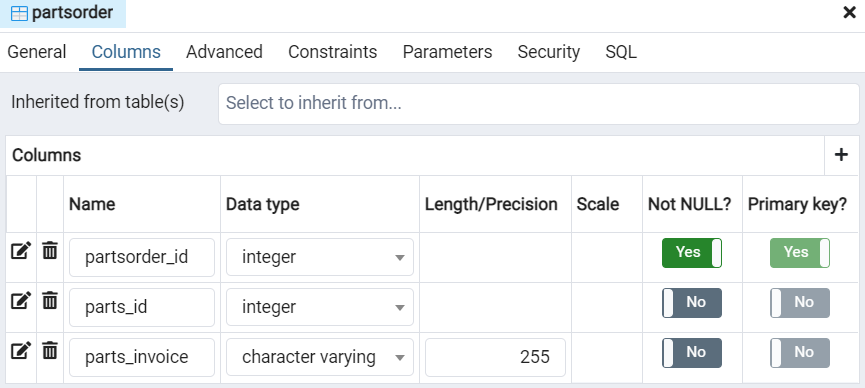 partsorder
General Columns Advanced Constraints Parameters Security SQL
Inherited from table(s) Select to inherit from...
Columns
Name Data type Length/Precision Scale Not NULL? Primary key?
partsorder_id integer Yes Yes
parts_id integer No No
parts_invoice character varying 255 No No